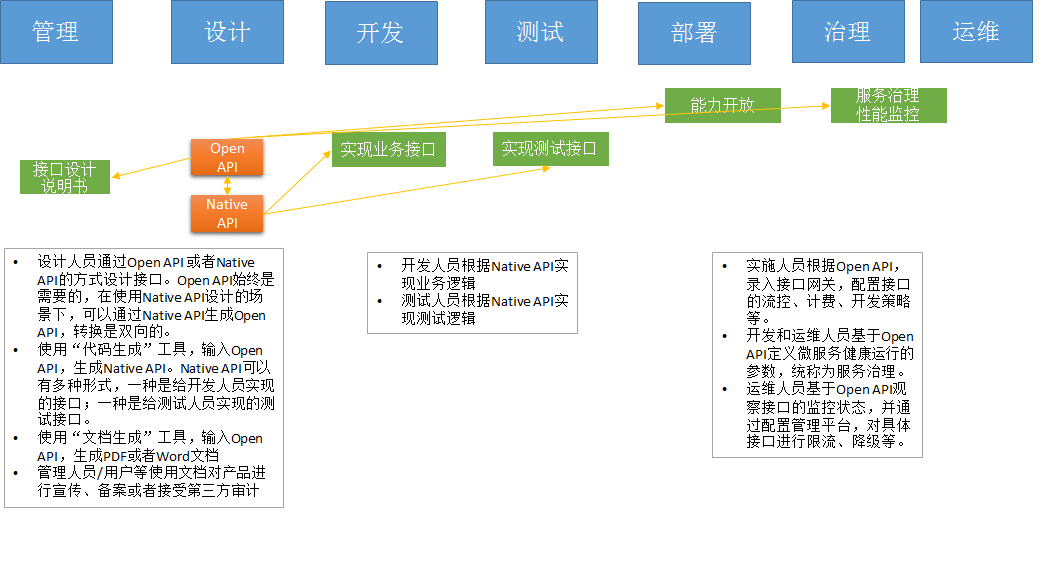 管理
设计
开发
测试
部署
治理
运维
能力开放
服务治理
性能监控
Open
API
实现业务接口
实现测试接口
接口设计
说明书
Native
API
• 设计人员通过Open API 或者Native
API的方式设计接口。Open API始终是
需要的，在使用Native API设计的场
景下，可以通过Native API生成Open
API，转换是双向的。
• 使用“代码生成”工具，输入Open
API，生成Native API。Native API可以
有多种形式，一种是给开发人员实现
的接口；一种是给测试人员实现的测
试接口。
• 使用“文档生成”工具，输入Open
API，生成PDF或者Word文档
• 管理人员/用户等使用文档对产品进
行宣传、备案或者接受第三方审计
• 开发人员根据Native API实
现业务逻辑
• 测试人员根据Native API实
现测试逻辑
• 实施人员根据Open API，
录入接口网关，配置接口
的流控、计费、开发策略
等。
• 开发和运维人员基于Open
API定义微服务健康运行的
参数，统称为服务治理。
• 运维人员基于Open API观
察接口的监控状态，并通
过配置管理平台，对具体
接口进行限流、降级等。